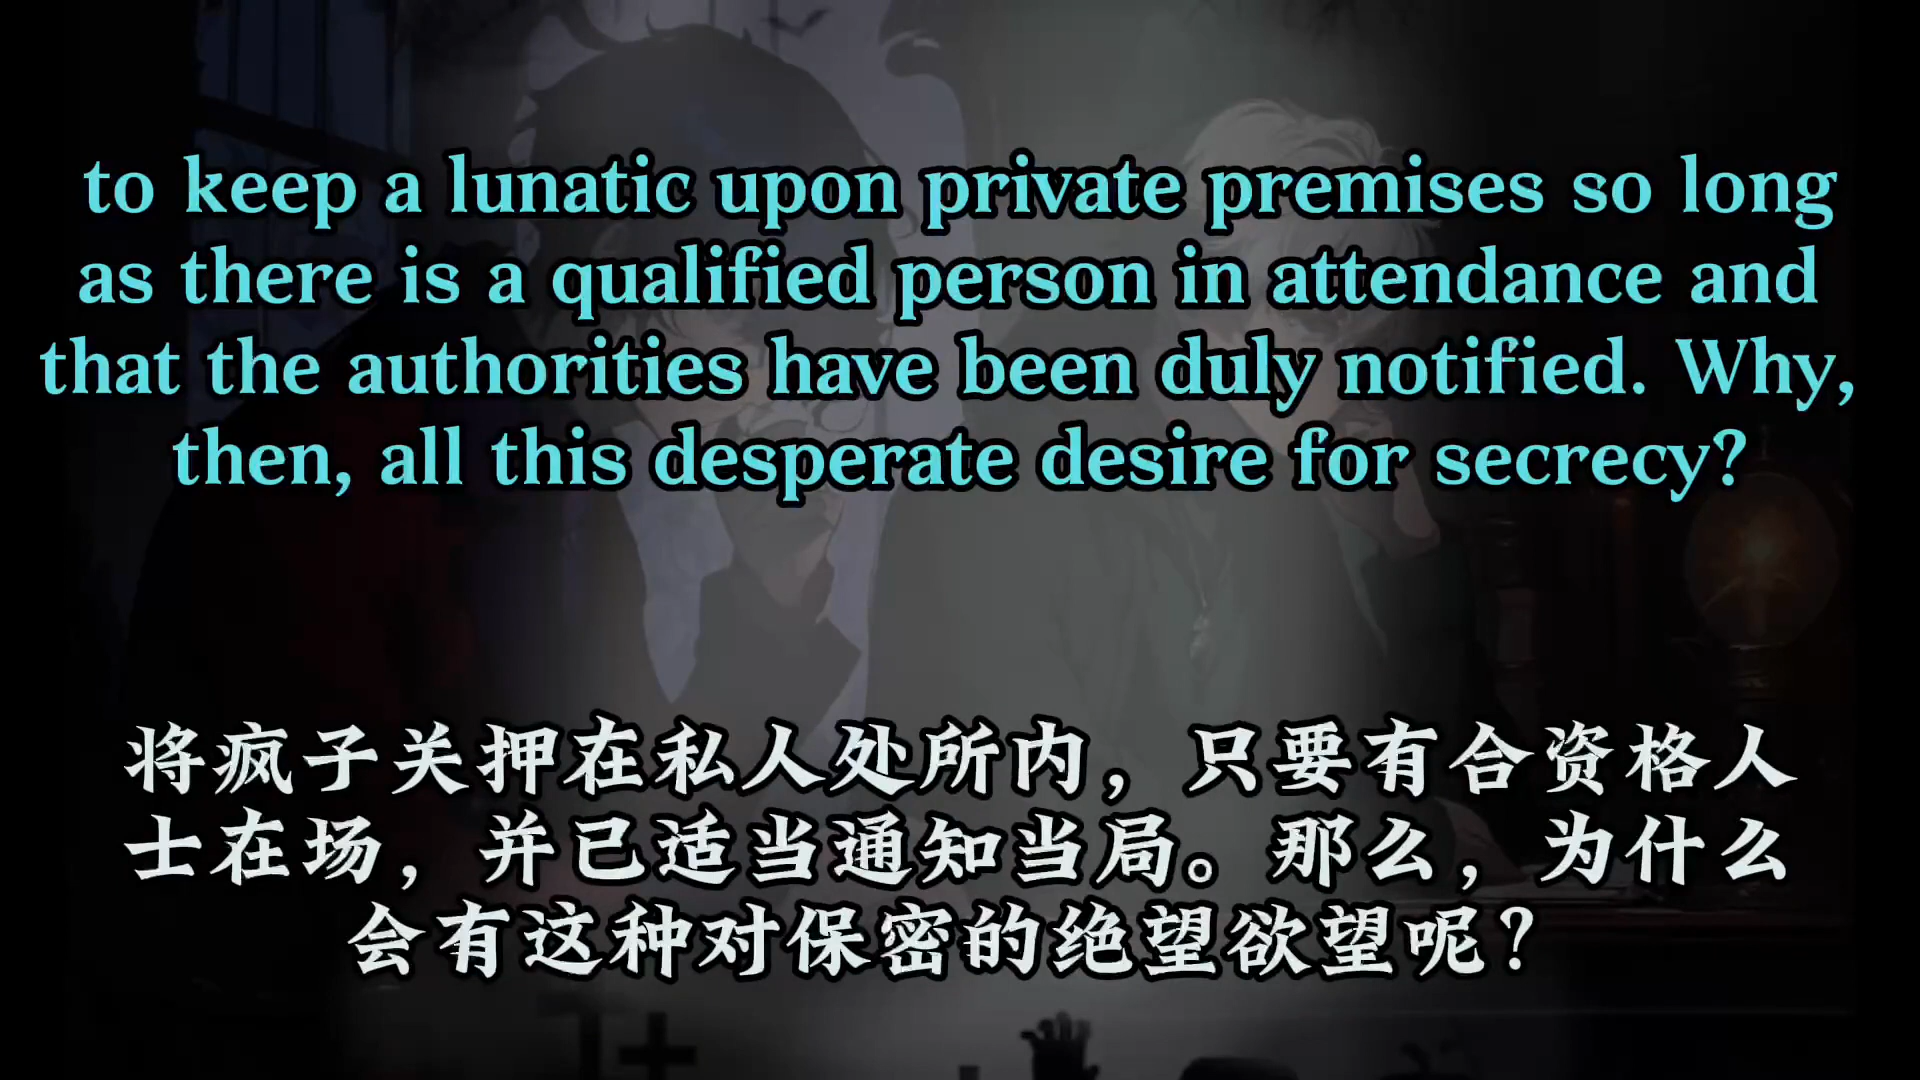 to keep a lunatic upon private premises so long
as there is a qualified person in attendance and
that the authorities have been duly notified. Why,
then, all this desperate desire for secrecy?
将疯子关押在私人处所内，只要有合资格人
士在场，并已适当通知当局。那么，为什么
会有这种对保密的绝望欲望呢？